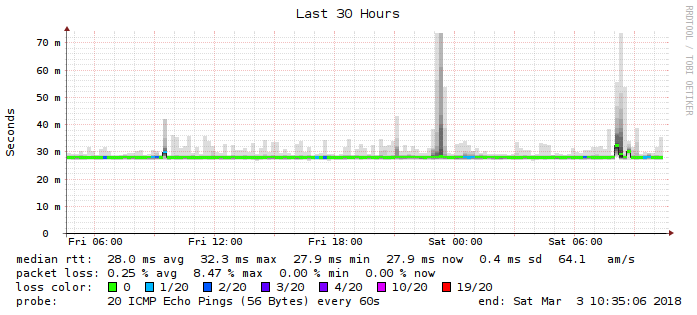 Last 30 Hours
RRDTOOL / TOBI OETIKER
Seconds
70 m
60 m
50 m
40 m
30 m
20 m
10 m
0
Fri 06:00 Fri 12:00 Fri 18:00 Sat 00:00 Sat 06:00
median rtt: 28.0 ms avg 32.3 ms max 27.9 ms min 27.9 ms now 0.4 ms sd 64.1 am/s
packet loss: 0.25 % avg 8.47 % max 0.00 % min 0.00 % now
loss color: 0 1/20 2/20 3/20 4/20 10/20 19/20
probe: 20 ICMP Echo Pings (56 Bytes) every 60s end: Sat Mar 3 10:35:06 2018